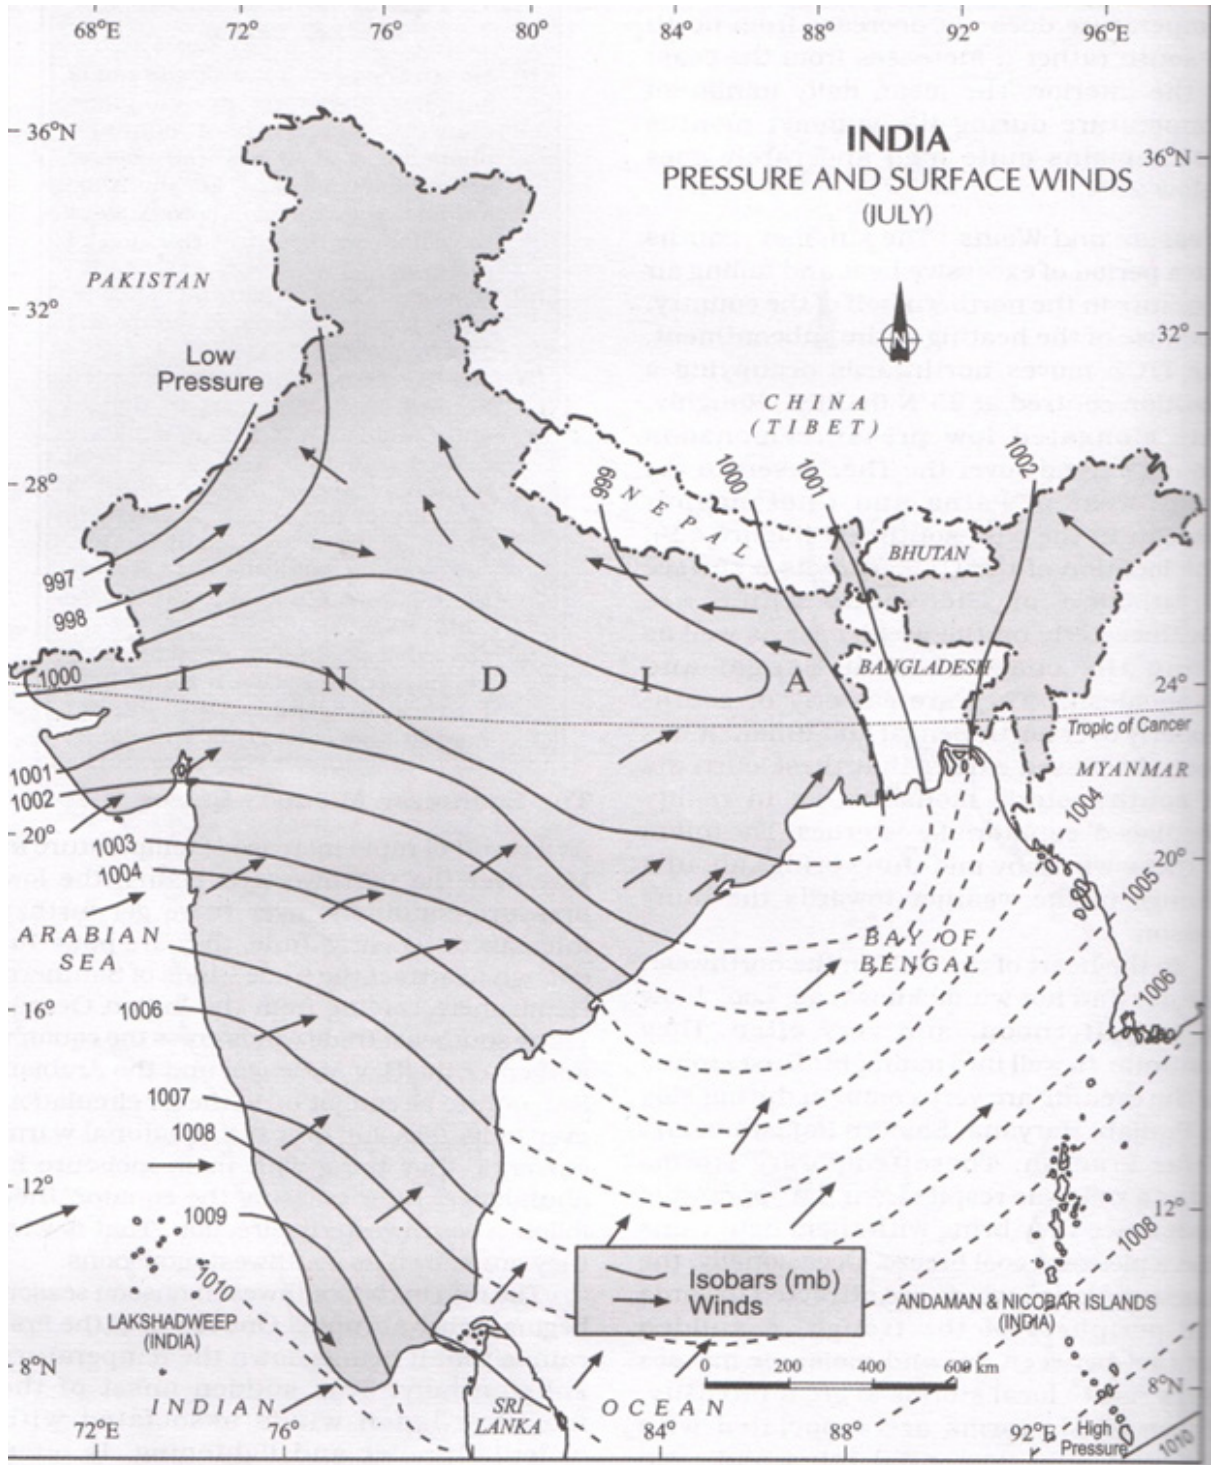 68°E 72° 76° 80° 84° 88° 92° 96°E
36°N
INDIA
36°N
PRESSURE AND SURFACE WINDS
(JULY)
PAKISTAN
32°
N
32°
Low
Pressure
CHINA
(TIBET)
999
1000
1001
1002
28°
28°
NEPAL
BHUTAN
997
998
BANGLADESH
1000
INDIA
24°
Tropic of Cancer
1001
MYANMAR
1002
1004
20°
1003
20°
1004
1005
ARABIAN
SEA
BAY OF
BENGAL
1006
16°
1006
1007
1008
12°
12°
1009
1008
1010
Isobars (mb)
Winds
LAKSHADWEEP
(INDIA)
ANDAMAN & NICOBAR ISLANDS
(INDIA)
0 200 400 600 km
8°N
8°N
INDIAN OCEAN
SRI
LANKA
High
Pressure
1010
72°E 76° 84° 88° 92°E